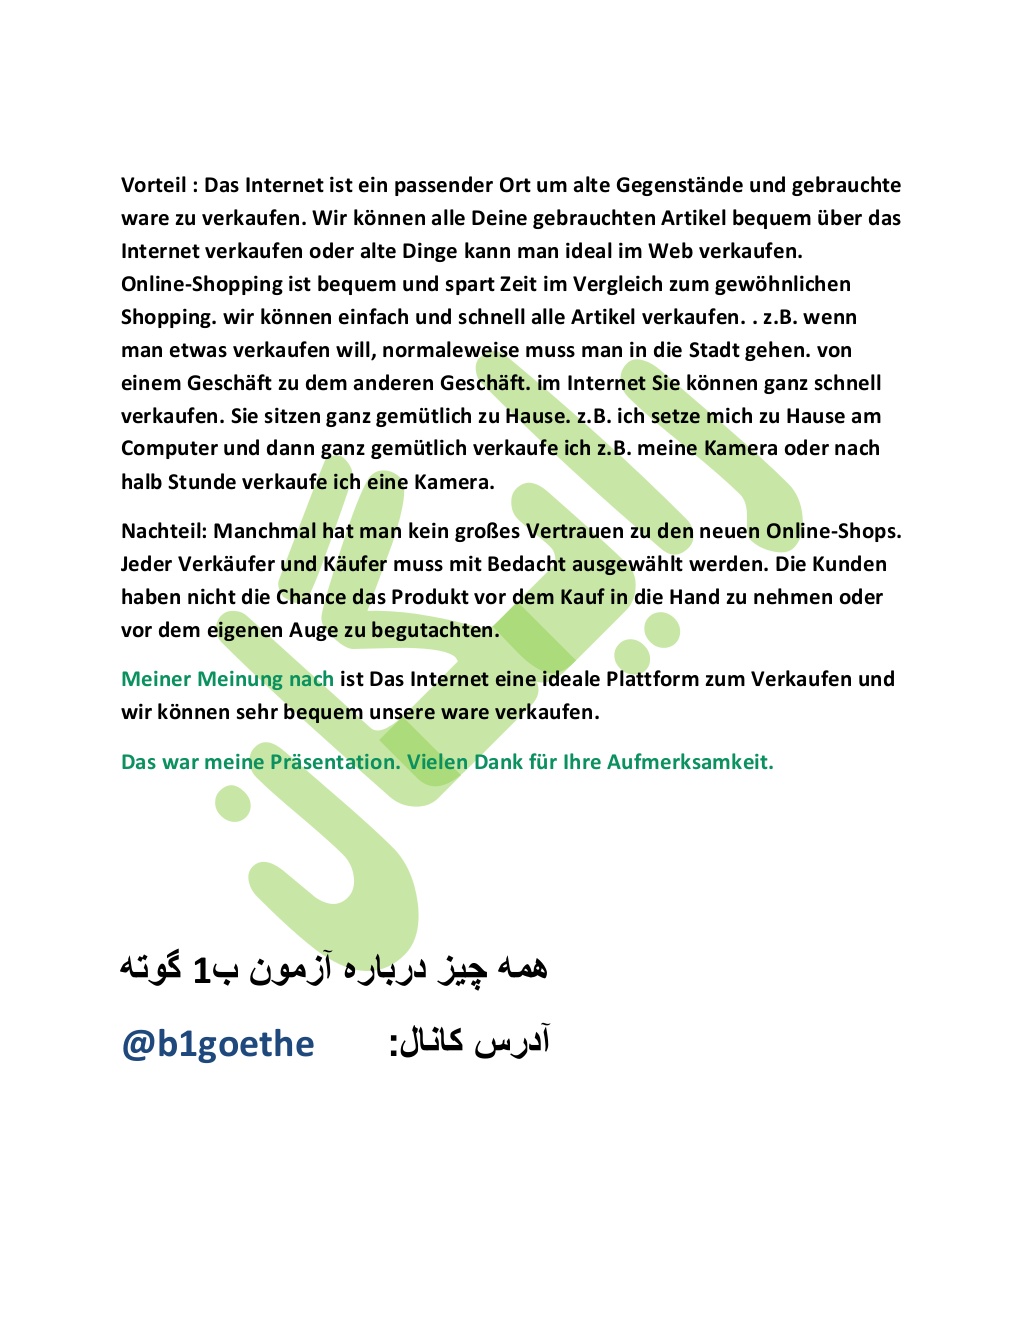 Vorteil : Das Internet ist ein passender Ort um alte Gegenstände und gebrauchte
ware zu verkaufen. Wir können alle Deine gebrauchten Artikel bequem über das
Internet verkaufen oder alte Dinge kann man ideal im Web verkaufen.
Online-Shopping ist bequem und spart Zeit im Vergleich zum gewöhnlichen
Shopping. wir können einfach und schnell alle Artikel verkaufen. . z.B. wenn
man etwas verkaufen will, normaleweise muss man in die Stadt gehen. von
einem Geschäft zu dem anderen Geschäft. im Internet Sie können ganz schnell
verkaufen. Sie sitzen ganz gemütlich zu Hause. z.B. ich setze mich zu Hause am
Computer und dann ganz gemütlich verkaufe ich z.B. meine Kamera oder nach
halb Stunde verkaufe ich eine Kamera.
Nachteil: Manchmal hat man kein großes Vertrauen zu den neuen Online-Shops.
Jeder Verkäufer und Käufer muss mit Bedacht ausgewählt werden. Die Kunden
haben nicht die Chance das Produkt vor dem Kauf in die Hand zu nehmen oder
vor dem eigenen Auge zu begutachten.
Meiner Meinung nach ist Das Internet eine ideale Plattform zum Verkaufen und
wir können sehr bequem unsere ware verkaufen.
Das war meine Präsentation. Vielen Dank für Ihre Aufmerksamkeit.
رایگان
همه چیز درباره آزمون ب1 گوته
آدرس کانال: @b1goethe